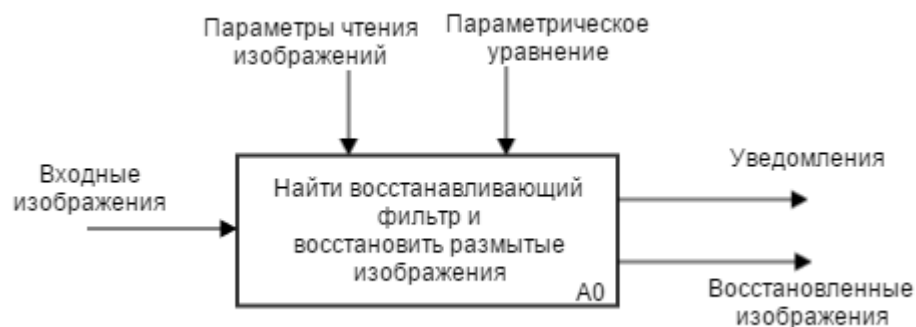 Параметры чтения
изображений
Параметрическое
уравнение
Входные
изображения
Найти восстанавливающий
фильтр и
восстановить размытые
изображения
A0
Уведомления
Восстановленные
изображения